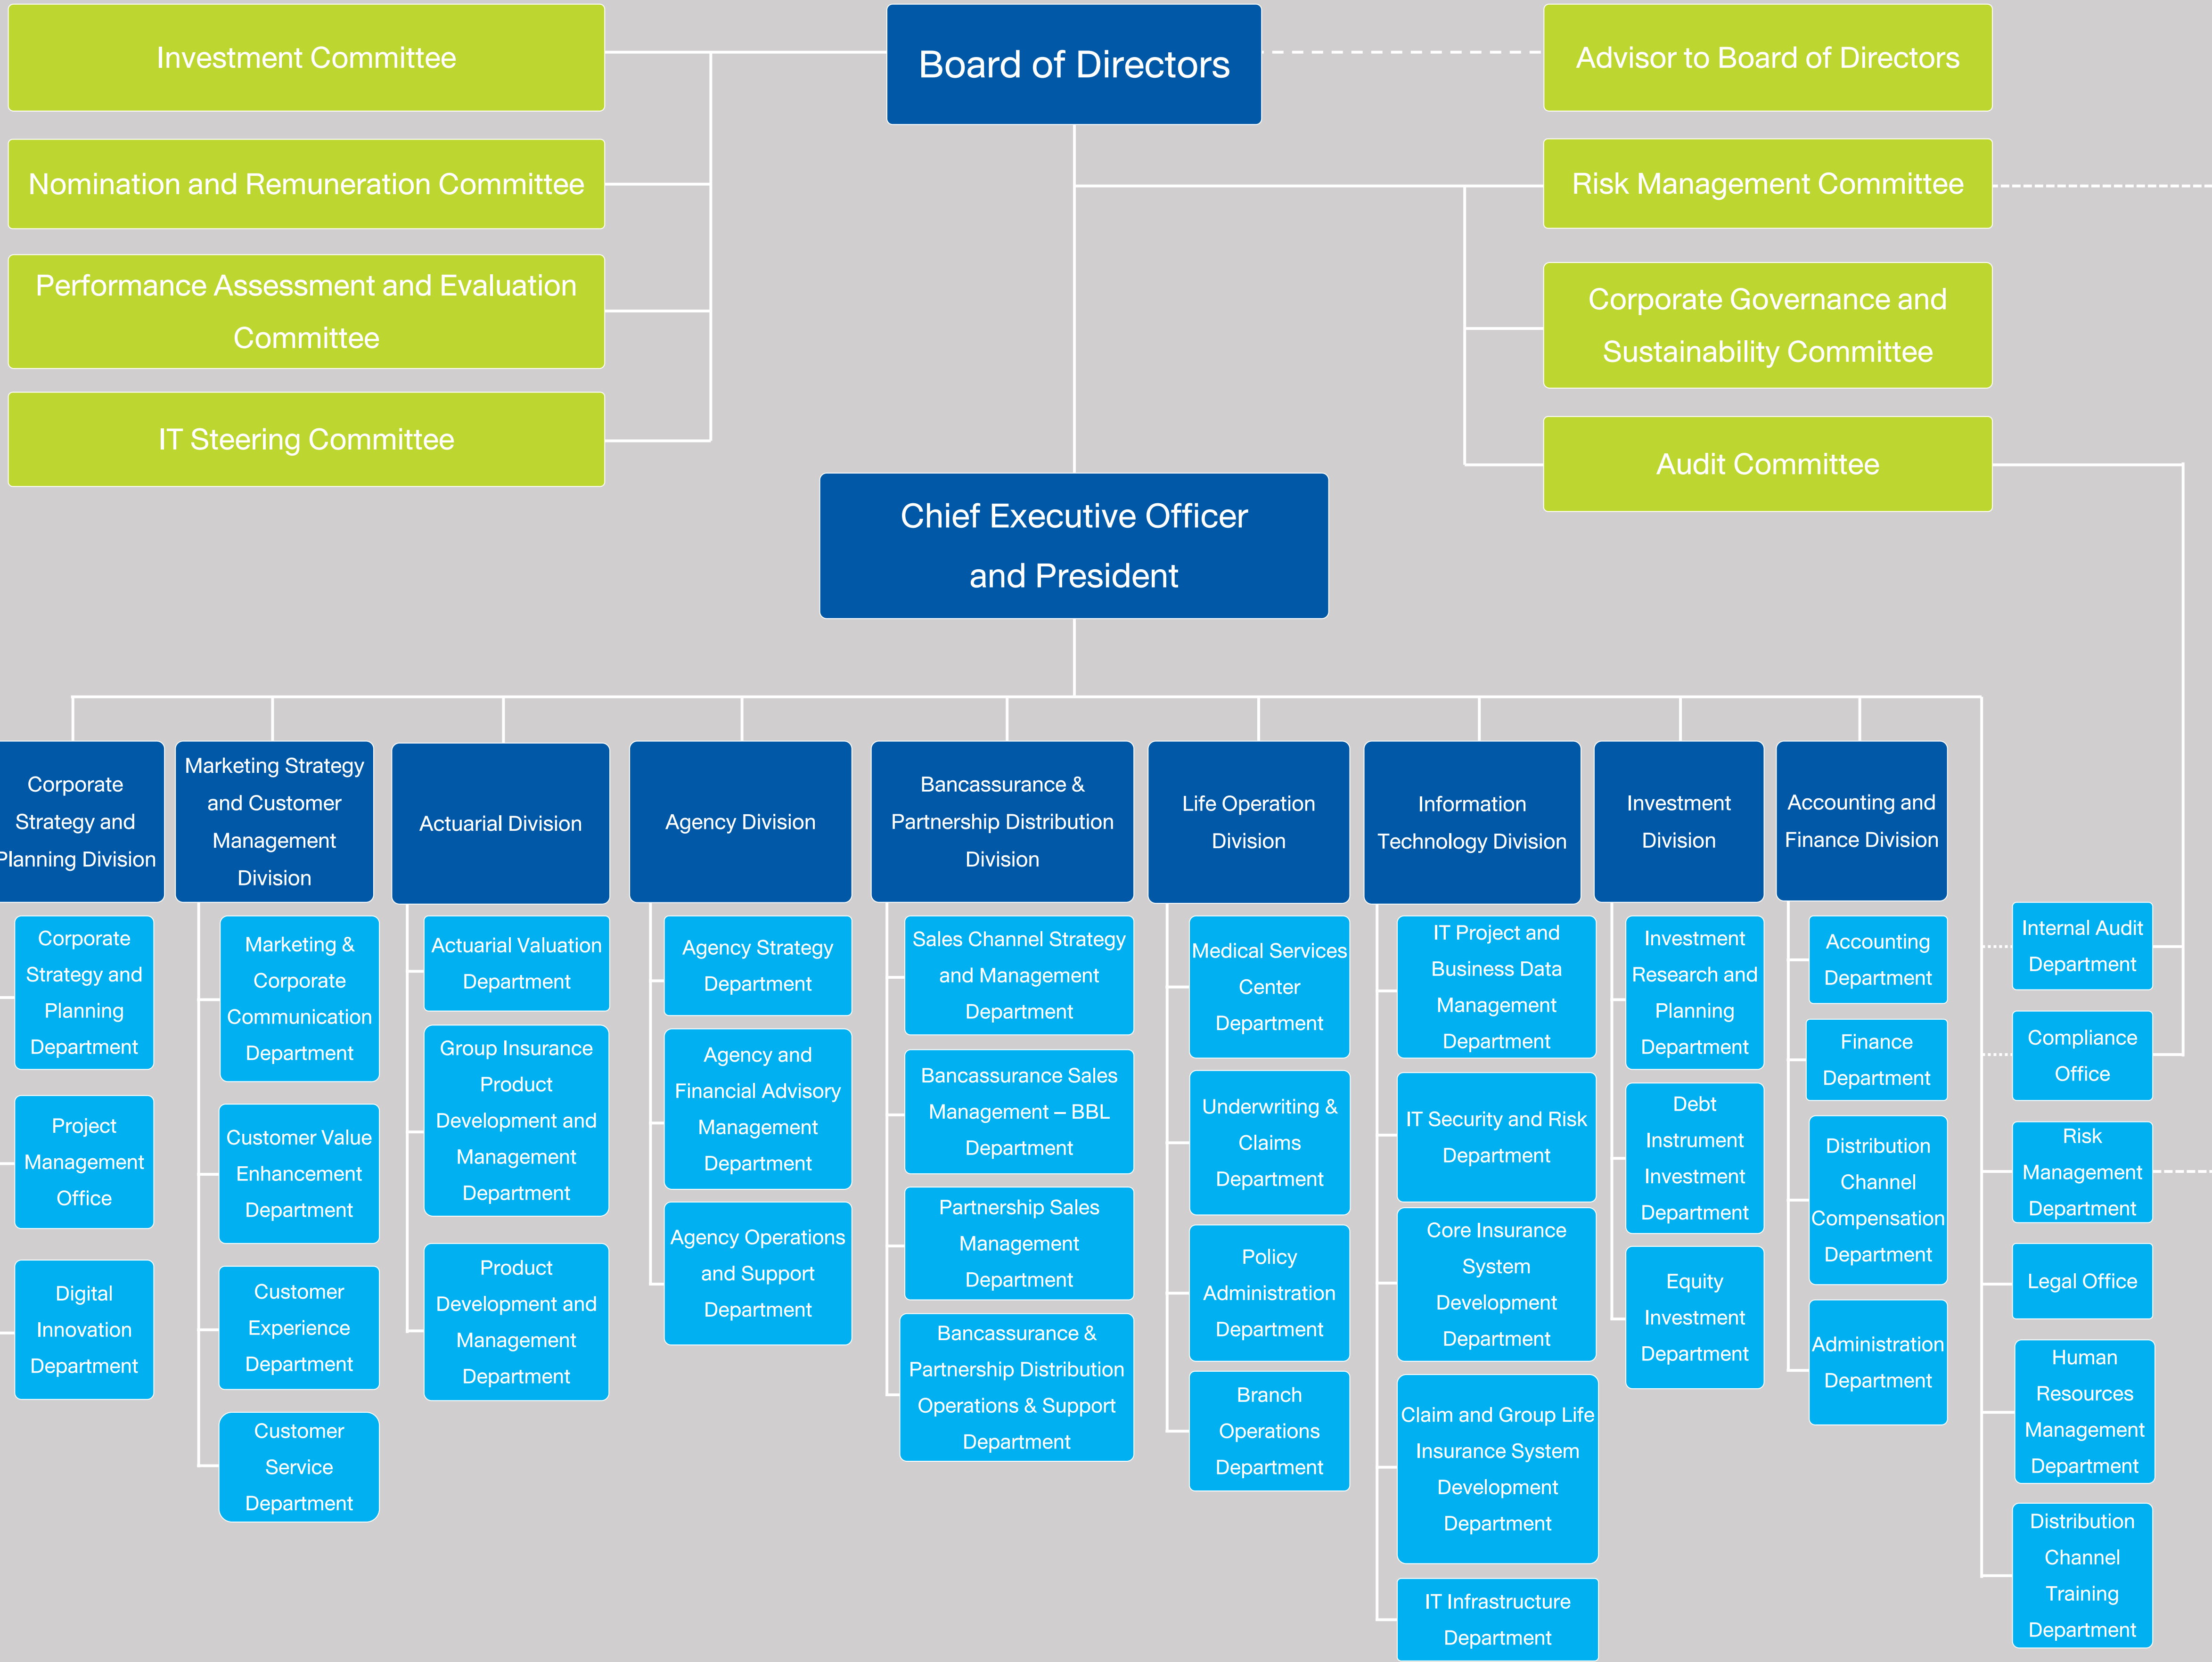 Investment Committee
Board of Directors
Advisor to Board of Directors
Nomination and Remuneration Committee
Risk Management Committee
Performance Assessment and Evaluation
Committee
Corporate Governance and
Sustainability Committee
IT Steering Committee
Audit Committee
Chief Executive Officer
and President
Corporate
Strategy and
Planning Division
Corporate
Strategy and
Planning
Department
Project
Management
Office
Digital
Innovation
Department
Marketing Strategy
and Customer
Management
Division
Marketing &
Corporate
Communication
Department
Customer Value
Enhancement
Department
Customer
Experience
Department
Customer
Service
Department
Actuarial Division
Actuarial Valuation
Department
Group Insurance
Product
Development and
Management
Department
Product
Development and
Management
Department
Agency Division
Agency Strategy
Department
Agency and
Financial Advisory
Management
Department
Agency Operations
and Support
Department
Bancassurance &
Partnership Distribution
Division
Sales Channel Strategy
and Management
Department
Bancassurance Sales
Management – BBL
Department
Partnership Sales
Management
Department
Bancassurance &
Partnership Distribution
Operations & Support
Department
Life Operation
Division
Medical Services
Center
Department
Underwriting &
Claims
Department
Policy
Administration
Department
Branch
Operations
Department
Information
Technology Division
IT Project and
Business Data
Management
Department
IT Security and Risk
Department
Core Insurance
System
Development
Department
Claim and Group Life
Insurance System
Development
Department
IT Infrastructure
Department
Investment
Division
Investment
Research and
Planning
Department
Debt
Instrument
Investment
Department
Equity
Investment
Department
Accounting and
Finance Division
Accounting
Department
Finance
Department
Distribution
Channel
Compensation
Department
Administration
Department
Internal Audit
Department
Compliance
Office
Risk
Management
Department
Legal Office
Human
Resources
Management
Department
Distribution
Channel
Training
Department